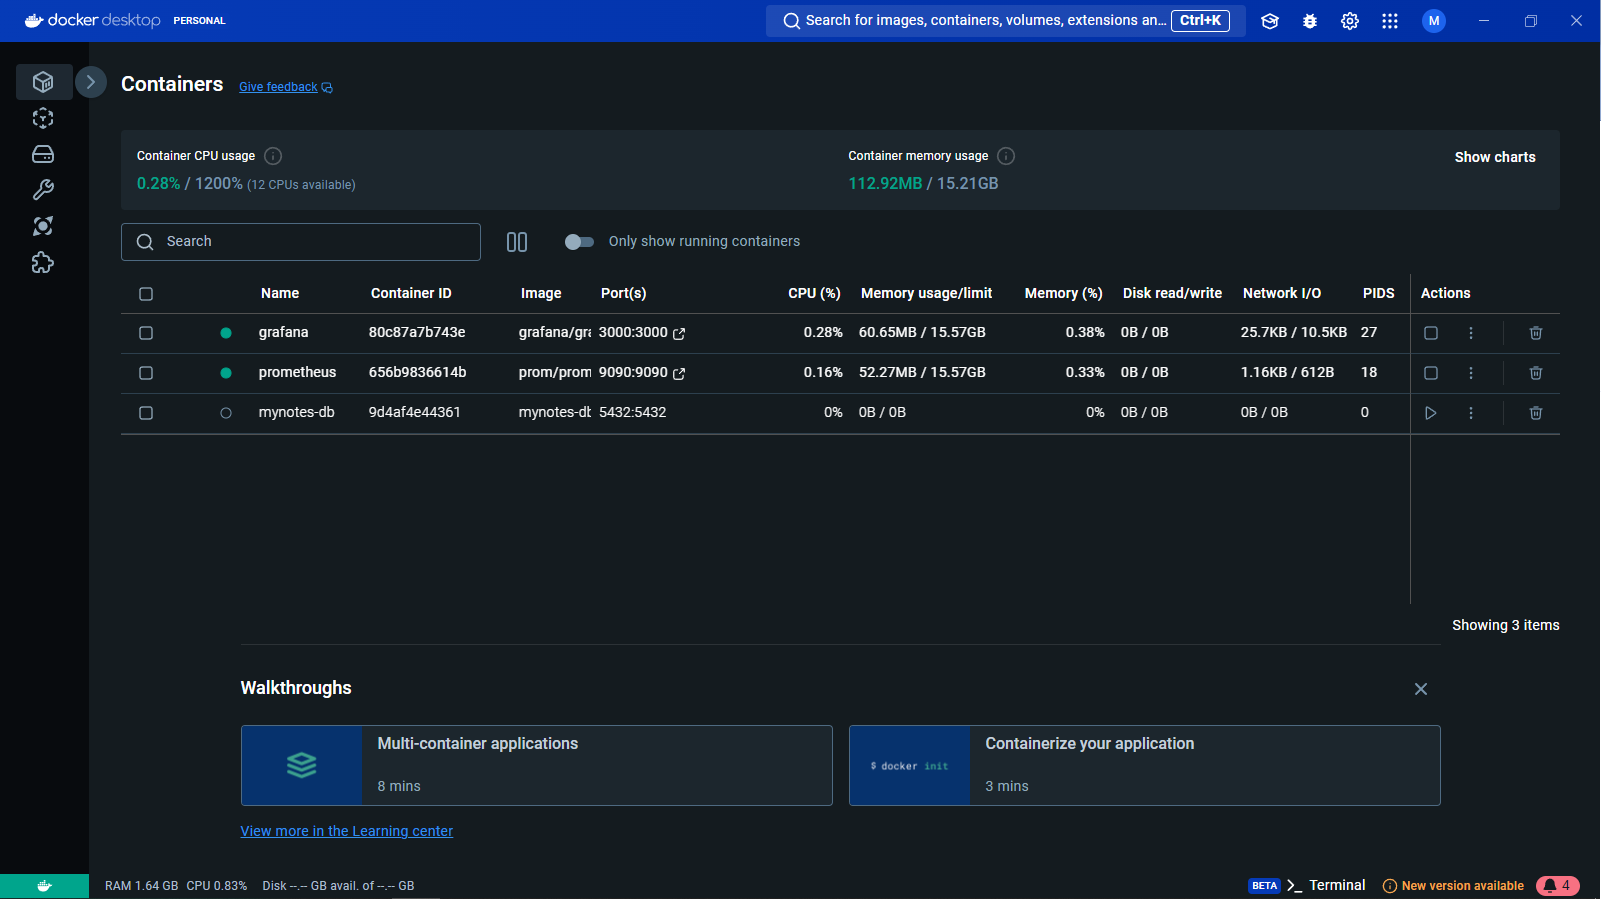 docker desktop PERSONAL Search for images, containers, volumes, extensions an... Ctrl+K M
Containers Give feedback
Container CPU usage Container memory usage Show charts
0.28% / 1200% (12 CPUs available) 112.92MB / 15.21GB
Search Only show running containers
Name Container ID Image Port(s) CPU (%) Memory usage/limit Memory (%) Disk read/write Network I/O PIDS Actions
grafana 80c87a7b743e grafana/gra 3000:3000 0.28% 60.65MB / 15.57GB 0.38% 0B / 0B 25.7KB / 10.5KB 27
prometheus 656b9836614b prom/prom 9090:9090 0.16% 52.27MB / 15.57GB 0.33% 0B / 0B 1.16KB / 612B 18
mynotes-db 9d4af4e44361 mynotes-db 5432:5432 0% 0B / 0B 0% 0B / 0B 0B / 0B 0
Showing 3 items
Walkthroughs
Multi-container applications
8 mins
$ docker init
Containerize your application
3 mins
View more in the Learning center
RAM 1.64 GB CPU 0.83% Disk --.-- GB avail. of --.-- GB BETA Terminal New version available 4